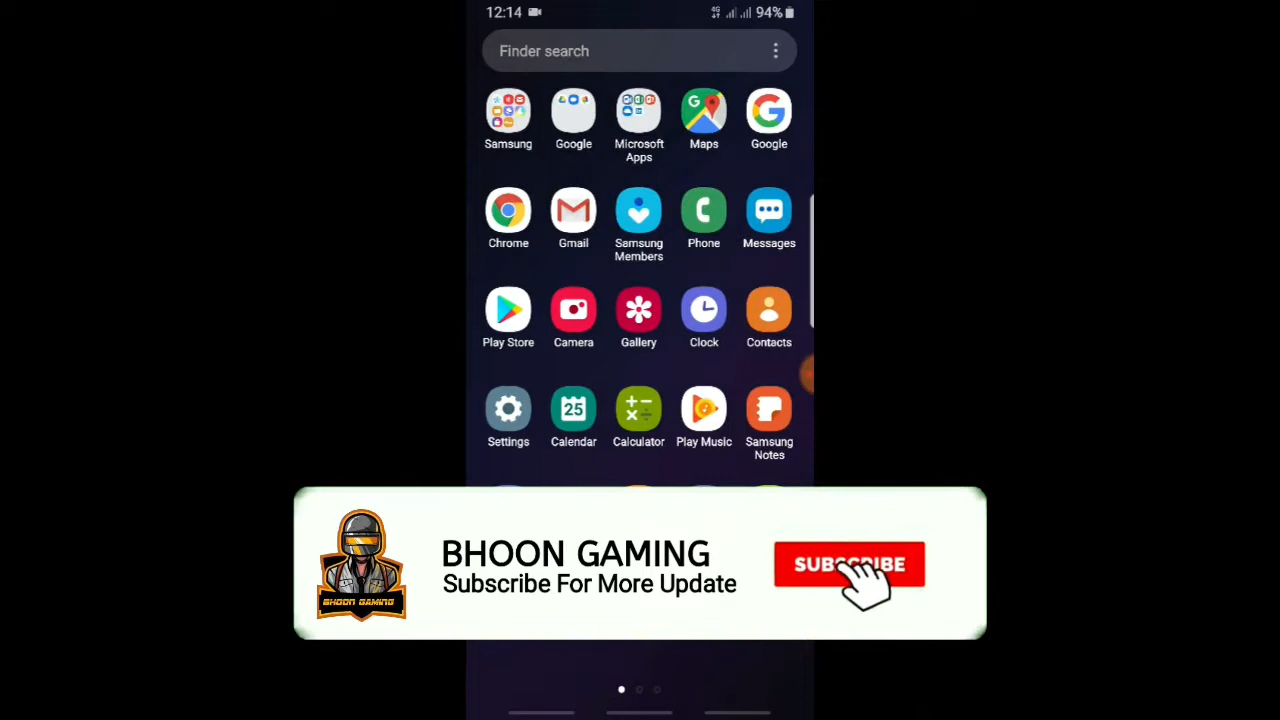 12:14 4G 94%
Finder search
Samsung Google Microsoft Apps Maps Google
Chrome Gmail Samsung Members Phone Messages
Play Store Camera Gallery Clock Contacts
25
Settings Calendar Calculator Play Music Samsung Notes
BHOON GAMING
Subscribe For More Update
SUBSCRIBE
BHOON GAMING